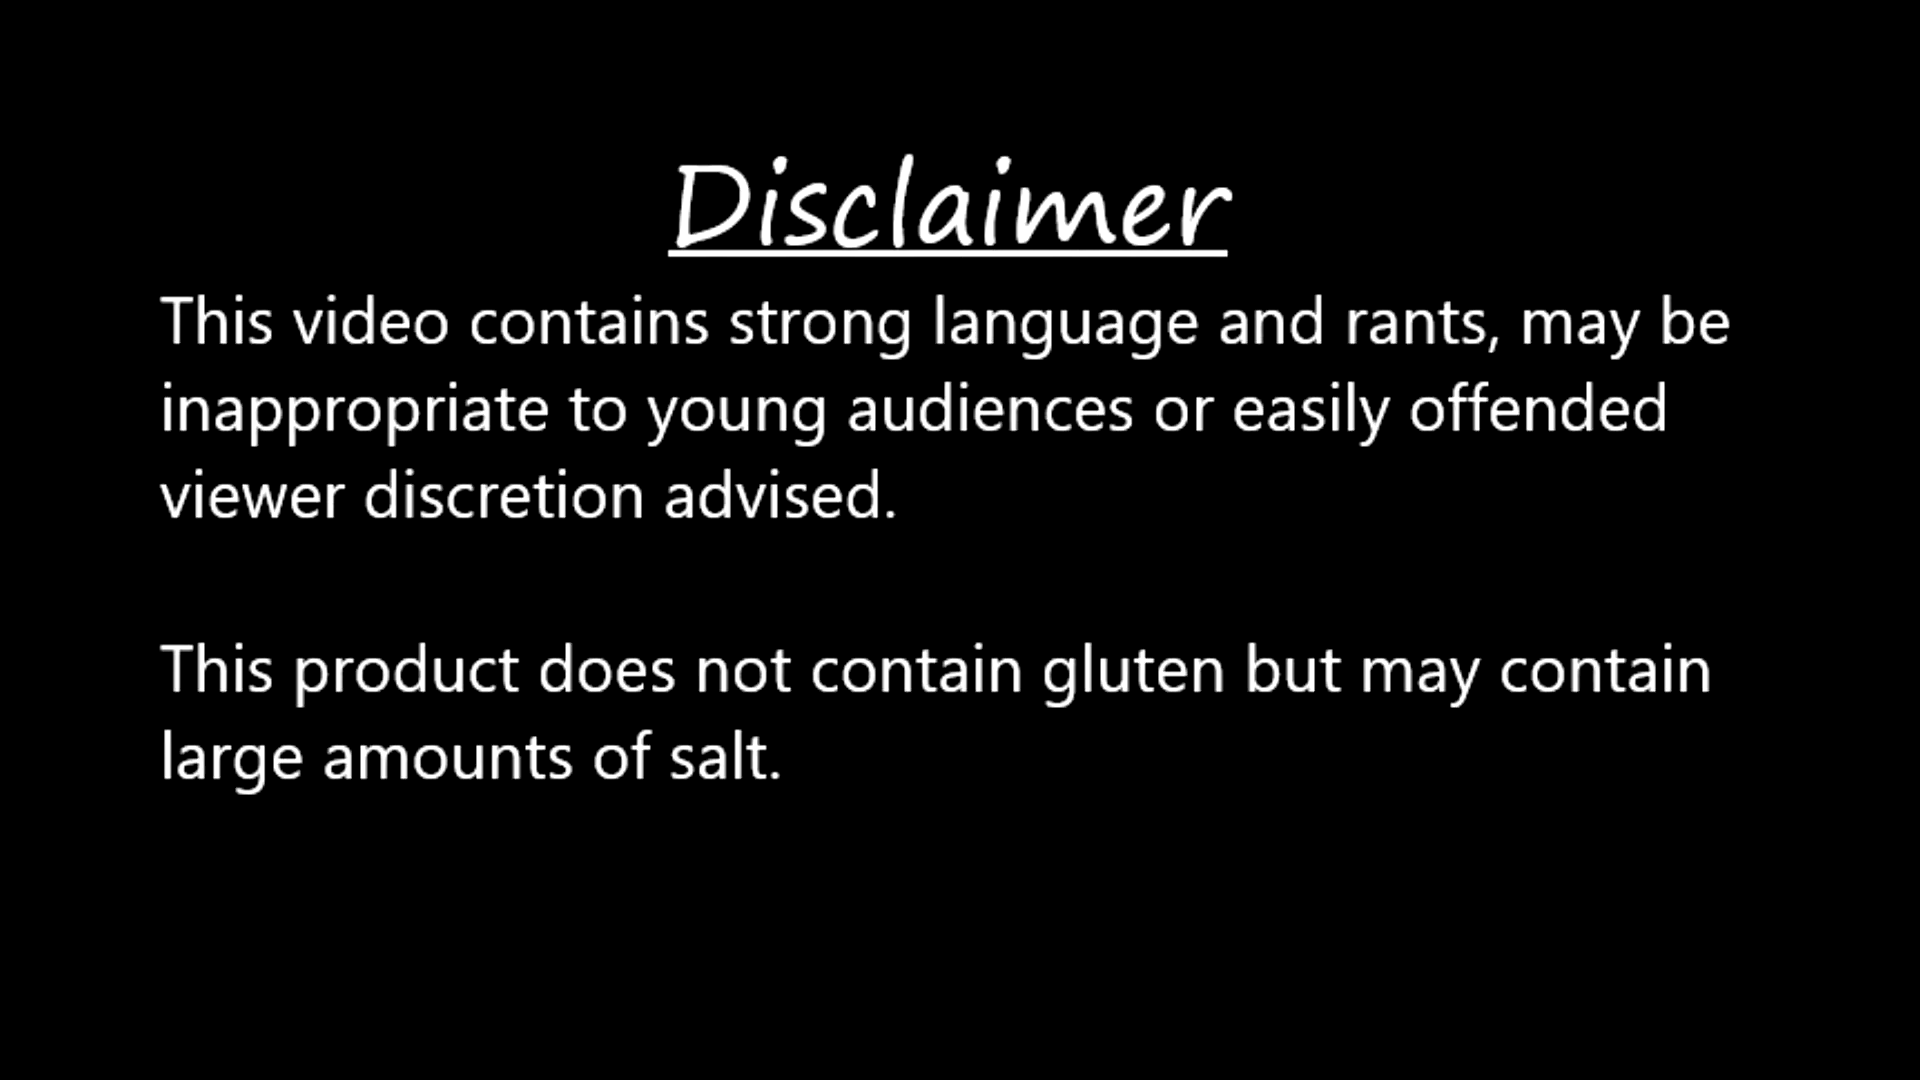 Disclaimer
This video contains strong language and rants, may be
inappropriate to young audiences or easily offended
viewer discretion advised.
This product does not contain gluten but may contain
large amounts of salt.